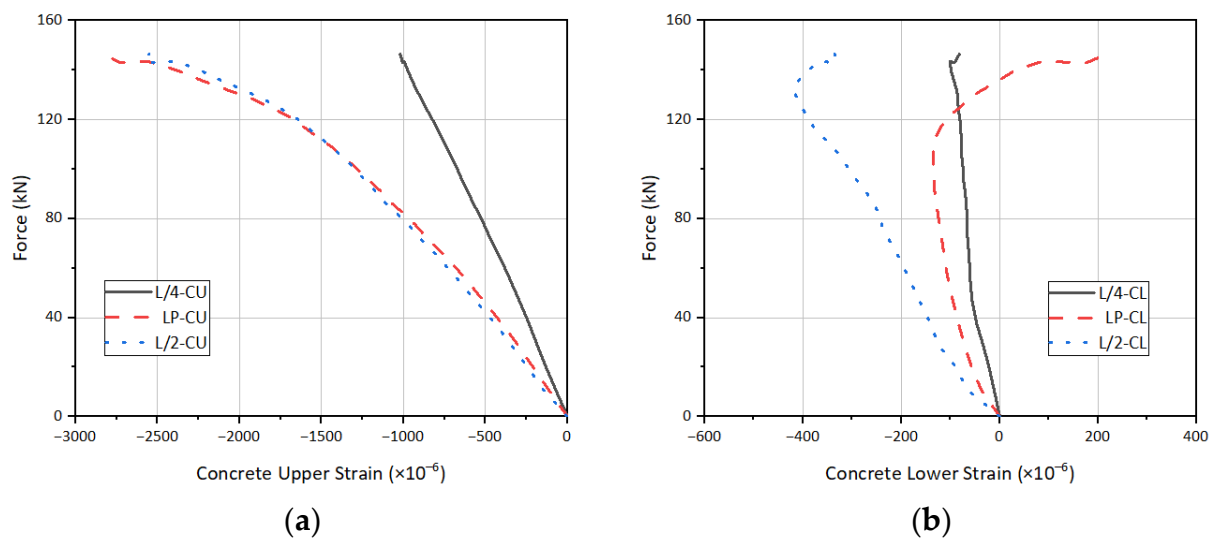 160
120
80
40
0
Force (kN)
L/4-CU
LP-CU
L/2-CU
−3000 −2500 −2000 −1500 −1000 −500 0
Concrete Upper Strain (×10⁻⁶)
(a)
160
120
80
40
0
Force (kN)
L/4-CL
LP-CL
L/2-CL
−600 −400 −200 0 200 400
Concrete Lower Strain (×10⁻⁶)
(b)